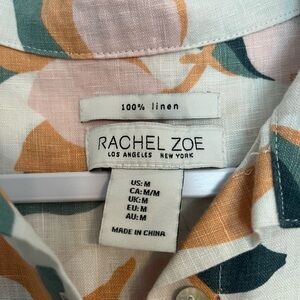 100% linen
RACHEL ZOE
LOS ANGELES NEW YORK
US: M
CA: M/M
UK: M
EU: M
AU: M
MADE IN CHINA